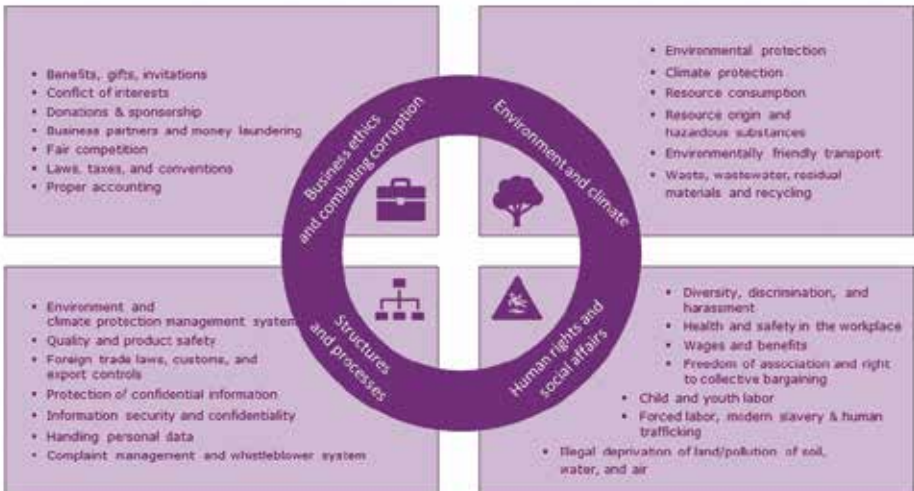 Benefits, gifts, invitations
Conflict of interests
Donations & sponsorship
Business partners and money laundering
Fair competition
Laws, taxes, and conventions
Proper accounting
Business ethics
and combating corruption
Environment and climate
Environmental protection
Climate protection
Resource consumption
Resource origin and
hazardous substances
Environmentally friendly transport
Waste, wastewater, residual
materials and recycling
Environment and
climate protection management system
Quality and product safety
Foreign trade laws, customs, and
export controls
Protection of confidential information
Information security and confidentiality
Handling personal data
Complaint management and whistleblower system
Structures
and processes
Human rights and
social affairs
Diversity, discrimination, and
harassment
Health and safety in the workplace
Wages and benefits
Freedom of association and right
to collective bargaining
Child and youth labor
Forced labor, modern slavery & human
trafficking
Illegal deprivation of land/pollution of soil,
water, and air